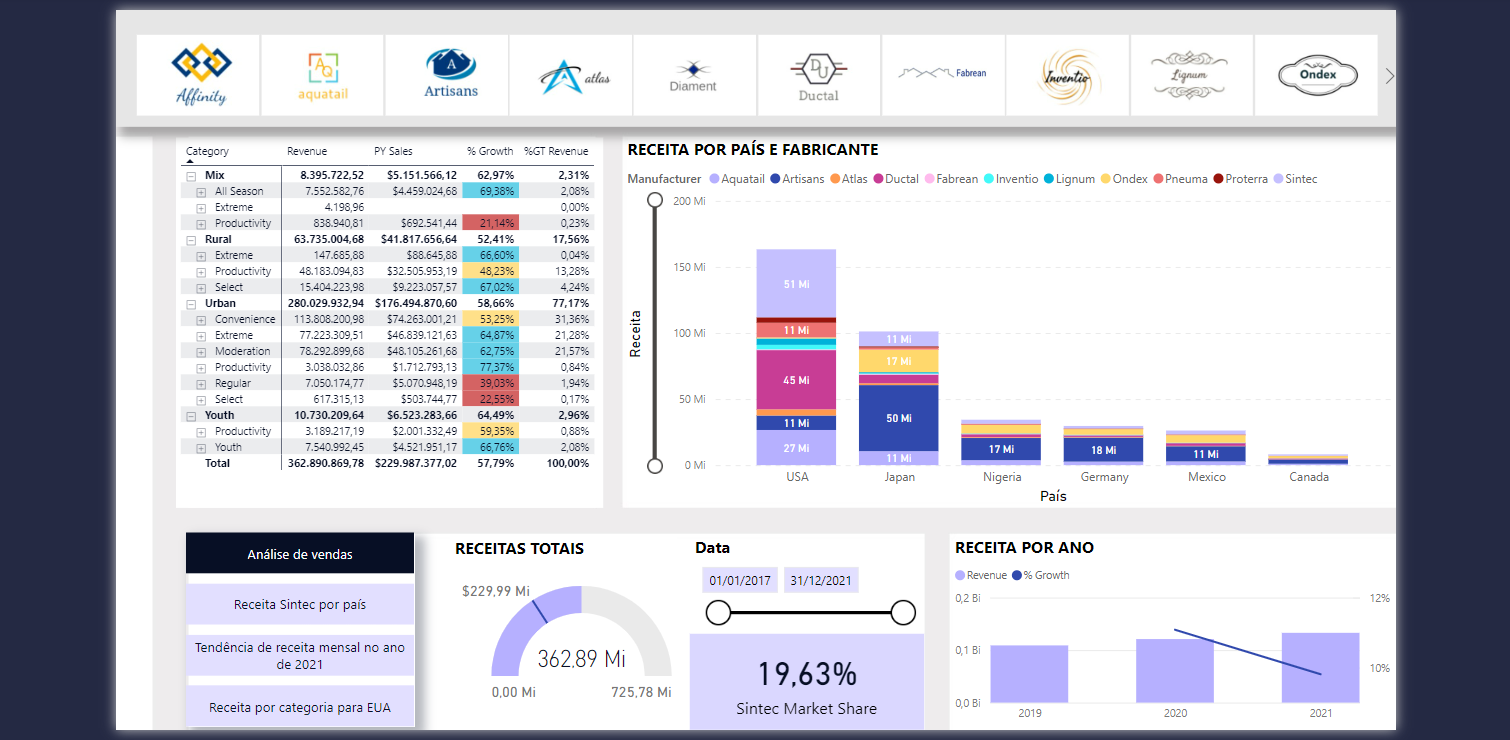 Affinity
AQ
aquatail
A
Artisans
atlas
Diament
DU
Ductal
Fabrean
Inventio
Lignum
Ondex
Category Revenue PY Sales % Growth %GT Revenue
Mix 8.395.722,52 $5.151.566,12 62,97% 2,31%
All Season 7.552.582,76 $4.459.024,68 69,38% 2,08%
Extreme 4.198,96 0,00%
Productivity 838.940,81 $692.541,44 21,14% 0,23%
Rural 63.735.004,68 $41.817.656,64 52,41% 17,56%
Extreme 147.685,88 $88.645,88 66,60% 0,04%
Productivity 48.183.094,83 $32.505.953,19 48,23% 13,28%
Select 15.404.223,98 $9.223.057,57 67,02% 4,24%
Urban 280.029.932,94 $176.494.870,60 58,66% 77,17%
Convenience 113.808.200,98 $74.263.001,21 53,25% 31,36%
Extreme 77.223.309,51 $46.839.121,63 64,87% 21,28%
Moderation 78.292.899,68 $48.105.261,68 62,75% 21,57%
Productivity 3.038.032,86 $1.712.793,13 77,37% 0,84%
Regular 7.050.174,77 $5.070.948,19 39,03% 1,94%
Select 617.315,13 $503.744,77 22,55% 0,17%
Youth 10.730.209,64 $6.523.283,66 64,49% 2,96%
Productivity 3.189.217,19 $2.001.332,49 59,35% 0,88%
Youth 7.540.992,45 $4.521.951,17 66,76% 2,08%
Total 362.890.869,78 $229.987.377,02 57,79% 100,00%
RECEITA POR PAÍS E FABRICANTE
Manufacturer Aquatail Artisans Atlas Ductal Fabrean Inventio Lignum Ondex Pneuma Proterra Sintec
200 Mi
150 Mi
100 Mi
50 Mi
0 Mi
Receita
51 Mi
11 Mi
45 Mi
11 Mi
27 Mi
11 Mi
17 Mi
50 Mi
11 Mi
17 Mi
18 Mi
11 Mi
USA Japan Nigeria Germany Mexico Canada
País
Análise de vendas
Receita Sintec por país
Tendência de receita mensal no ano
de 2021
Receita por categoria para EUA
RECEITAS TOTAIS
$229,99 Mi
362,89 Mi
0,00 Mi 725,78 Mi
Data
01/01/2017 31/12/2021
19,63%
Sintec Market Share
RECEITA POR ANO
Revenue % Growth
0,2 Bi
0,1 Bi
0,0 Bi
12%
10%
2019 2020 2021